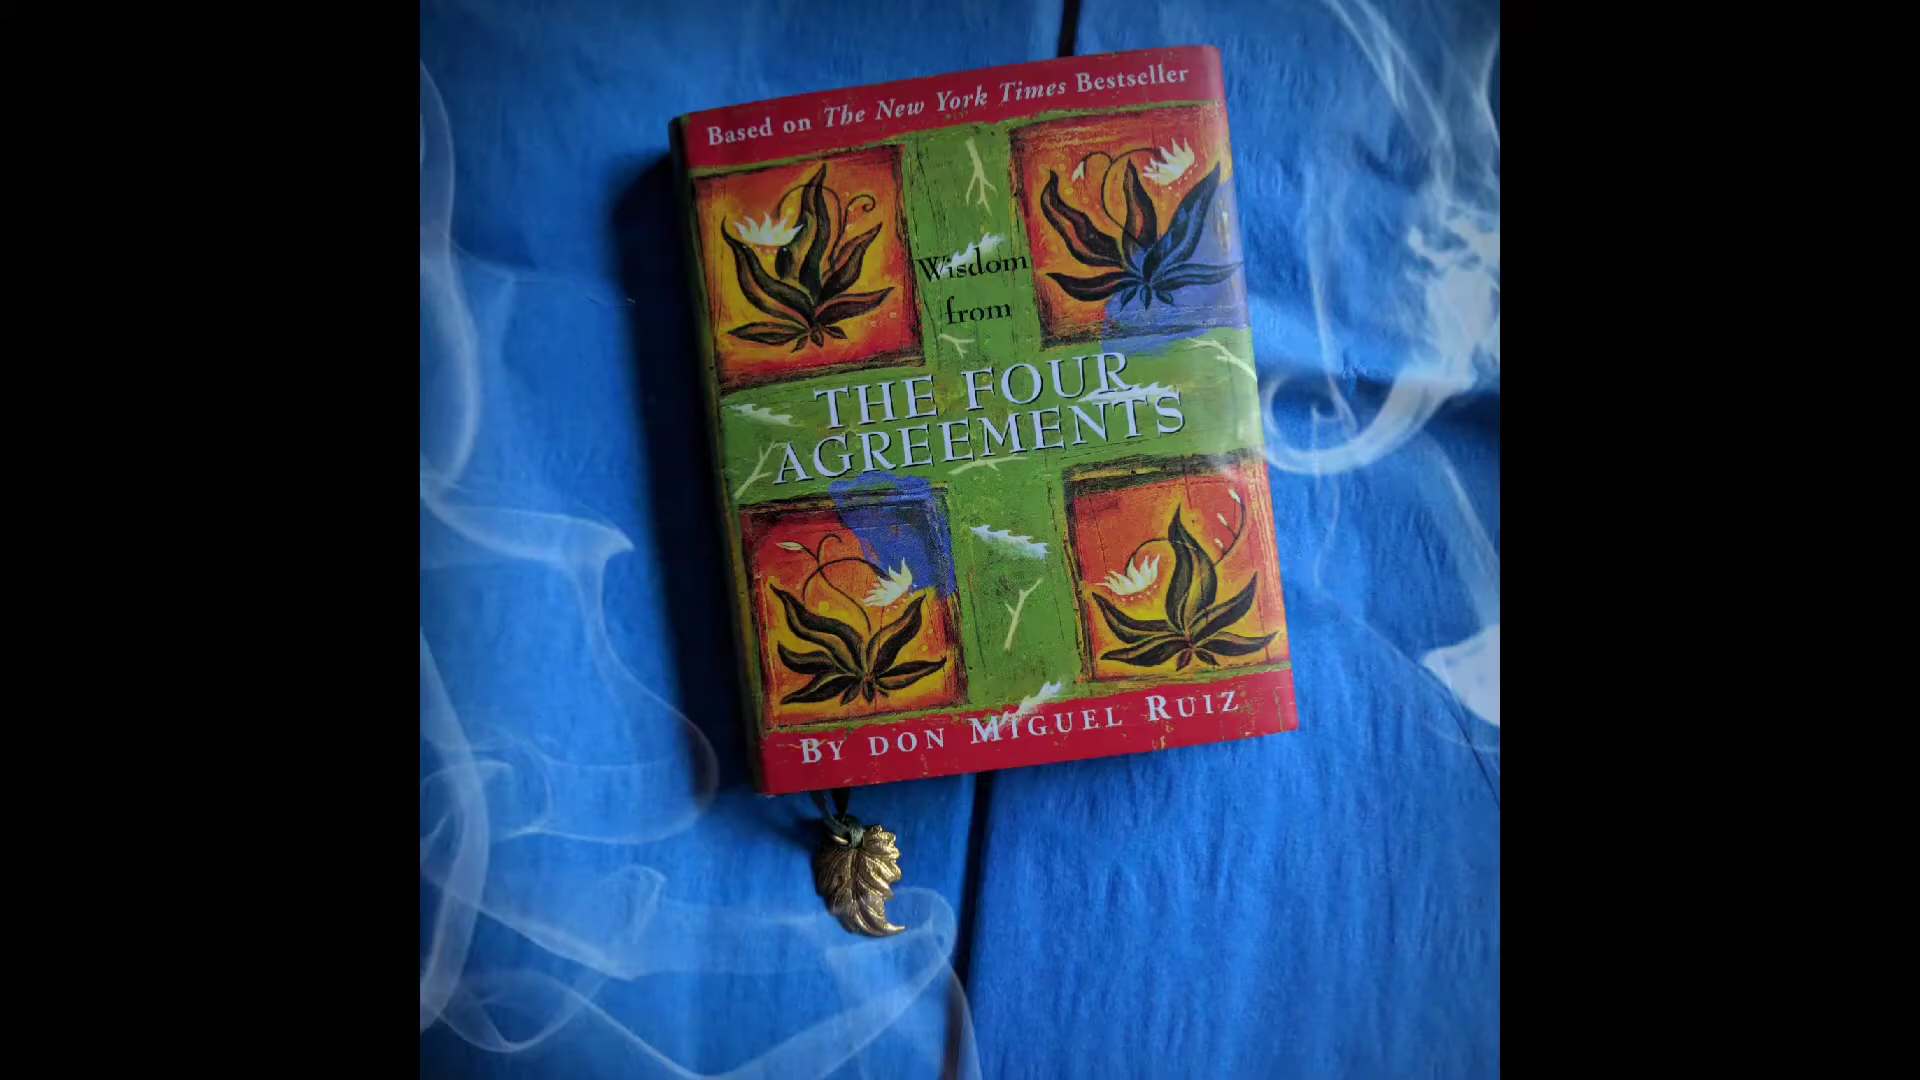 Based on The New York Times Bestseller
Wisdom
from
THE FOUR
AGREEMENTS
BY DON MIGUEL RUIZ